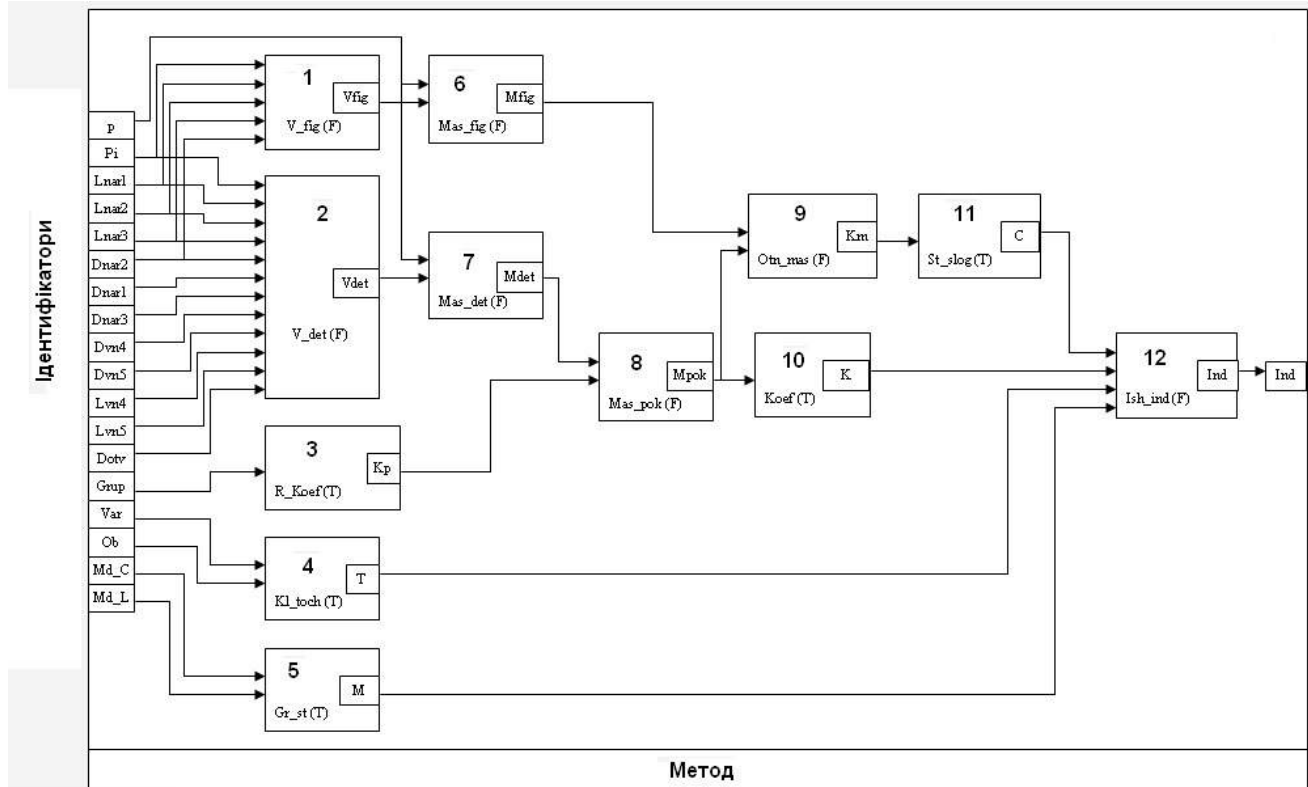 Ідентифікатори
p
Pi
Lnar1
Lnar2
Lnar3
Dnar2
Dnar1
Dnar3
Dvn4
Dvn5
Lvn4
Lvn5
Dotv
Grup
Var
Ob
Md_C
Md_L
1
Vfig
V_fig (F)
2
Vdet
V_det (F)
3
Kp
R_Koef (T)
4
T
Kl_toch (T)
5
M
Gr_st (T)
6
Mfig
Mas_fig (F)
7
Mdet
Mas_det (F)
8
Mpok
Mas_pok (F)
9
Km
Otn_mas (F)
10
K
Koef (T)
11
C
St_slog (T)
12
Ind
Ish_ind (F)
Ind
Метод